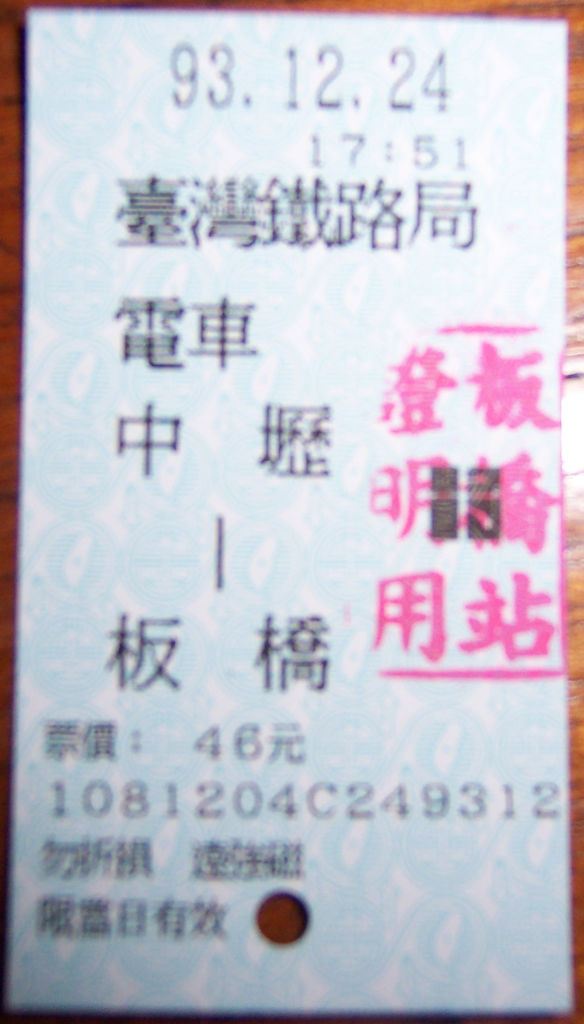 93.12.24
17:51
臺灣鐵路局
電車
中 壢
|
板 橋
票價: 46元
1081204C249312
勿折損 遠強磁
限當日有效
板橋站
證明用